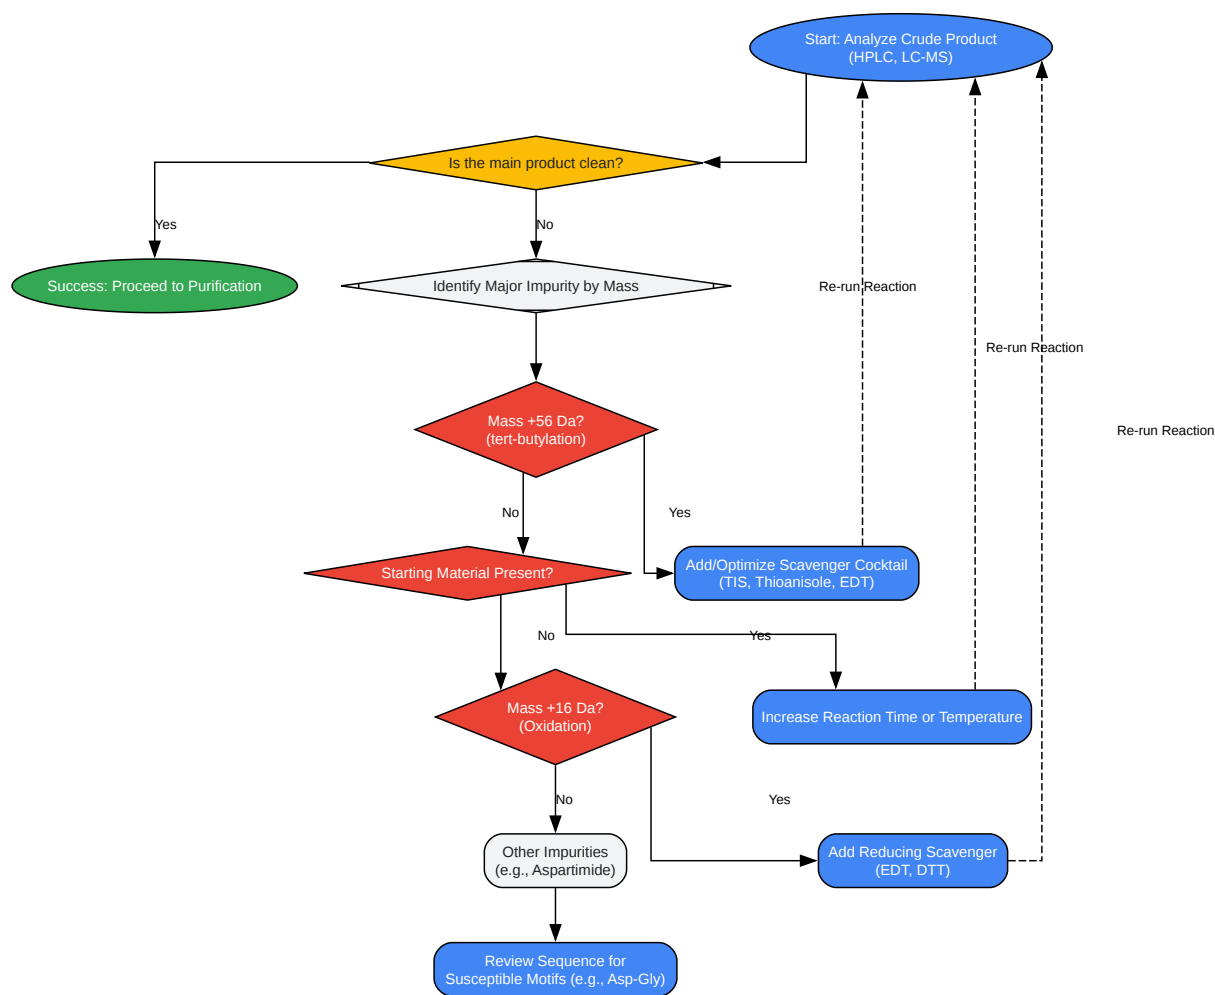 Start: Analyze Crude Product
(HPLC, LC-MS)
Is the main product clean?
Yes
No
Success: Proceed to Purification
Identify Major Impurity by Mass
Re-run Reaction
Re-run Reaction
Mass +56 Da?
(tert-butylation)
Re-run Reaction
No
Yes
Starting Material Present?
Add/Optimize Scavenger Cocktail
(TIS, Thioanisole, EDT)
No
Yes
Mass +16 Da?
(Oxidation)
Increase Reaction Time or Temperature
No
Yes
Other Impurities
(e.g., Aspartimide)
Add Reducing Scavenger
(EDT, DTT)
Review Sequence for
Susceptible Motifs (e.g., Asp-Gly)